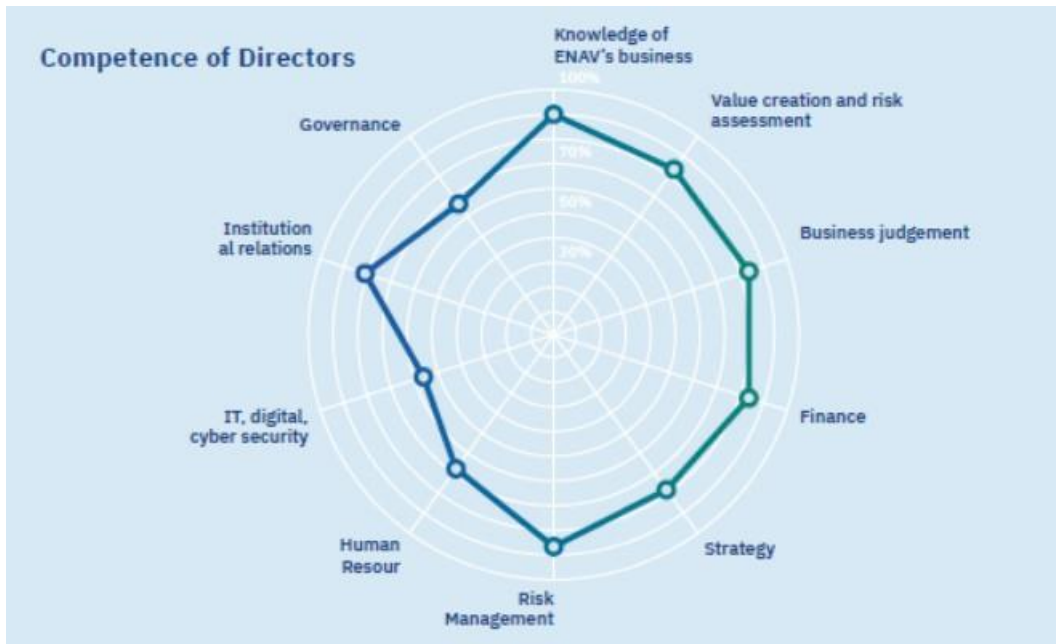 Competence of Directors
Knowledge of
ENAV's business
100%
Value creation and risk
assessment
Governance
70%
Institution
al relations
50%
Business judgement
30%
IT, digital,
cyber security
Finance
Human
Resour
Strategy
Risk
Management